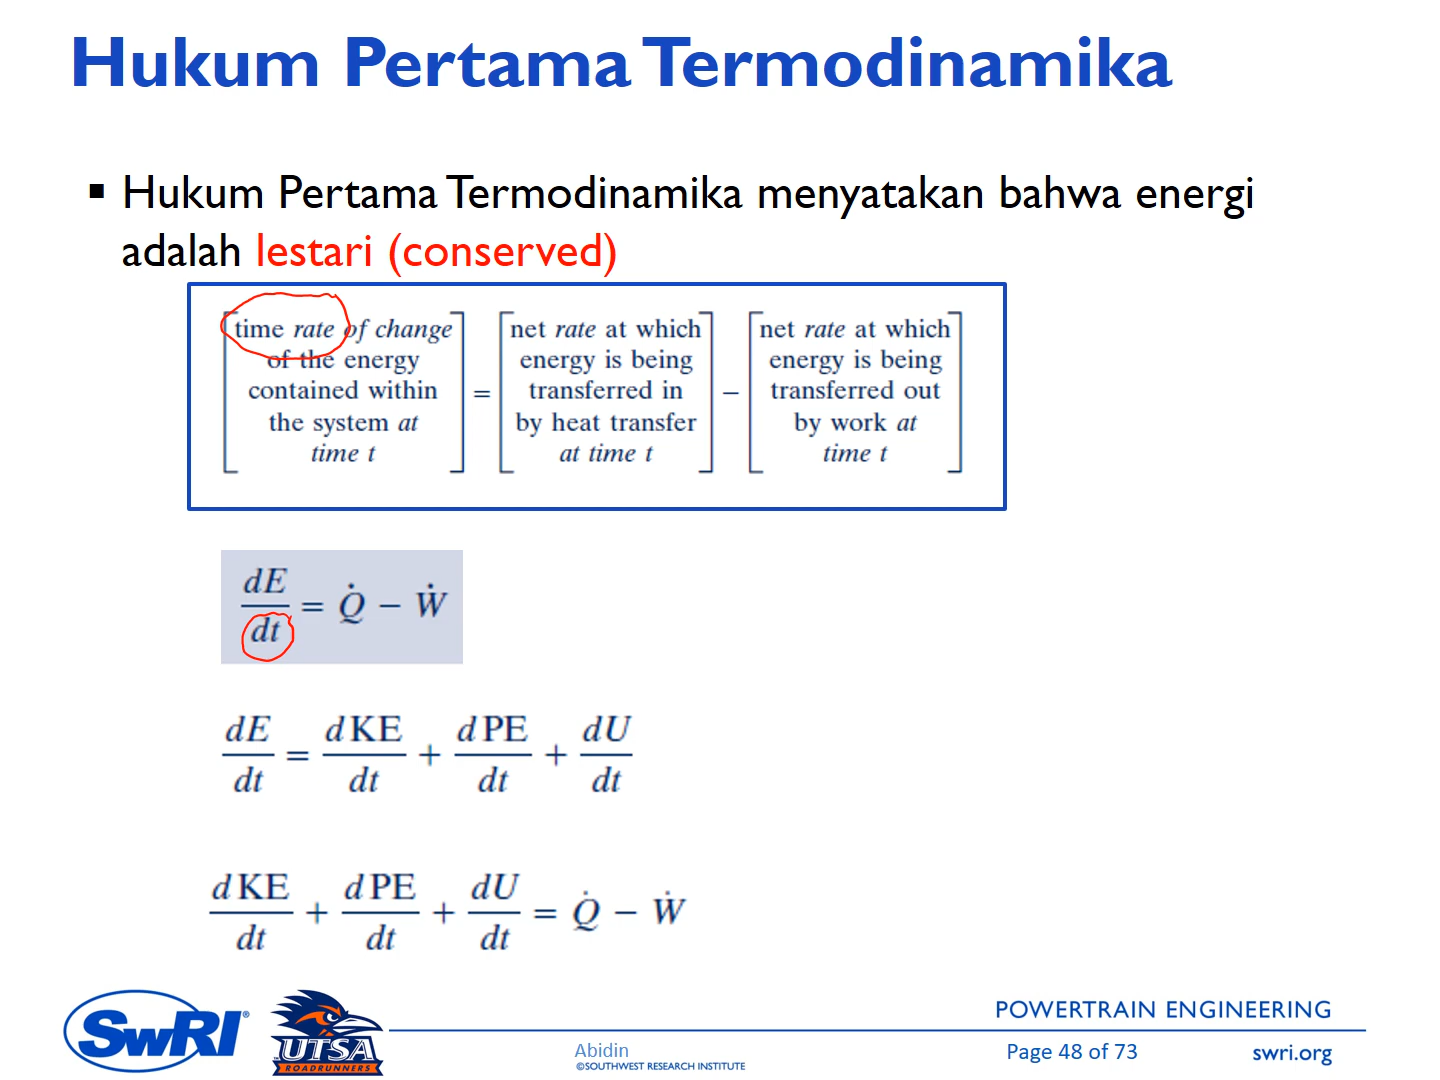 Hukum Pertama Termodinamika
▪ Hukum Pertama Termodinamika menyatakan bahwa energi
adalah lestari (conserved)
[time rate of change of the energy contained within the system at time t] = [net rate at which energy is being transferred in by heat transfer at time t] − [net rate at which energy is being transferred out by work at time t]
dE/dt = Q̇ − Ẇ
dE/dt = dKE/dt + dPE/dt + dU/dt
dKE/dt + dPE/dt + dU/dt = Q̇ − Ẇ
SwRI®
UTSA
ROADRUNNERS
POWERTRAIN ENGINEERING
Abidin
©SOUTHWEST RESEARCH INSTITUTE
Page 48 of 73
swri.org